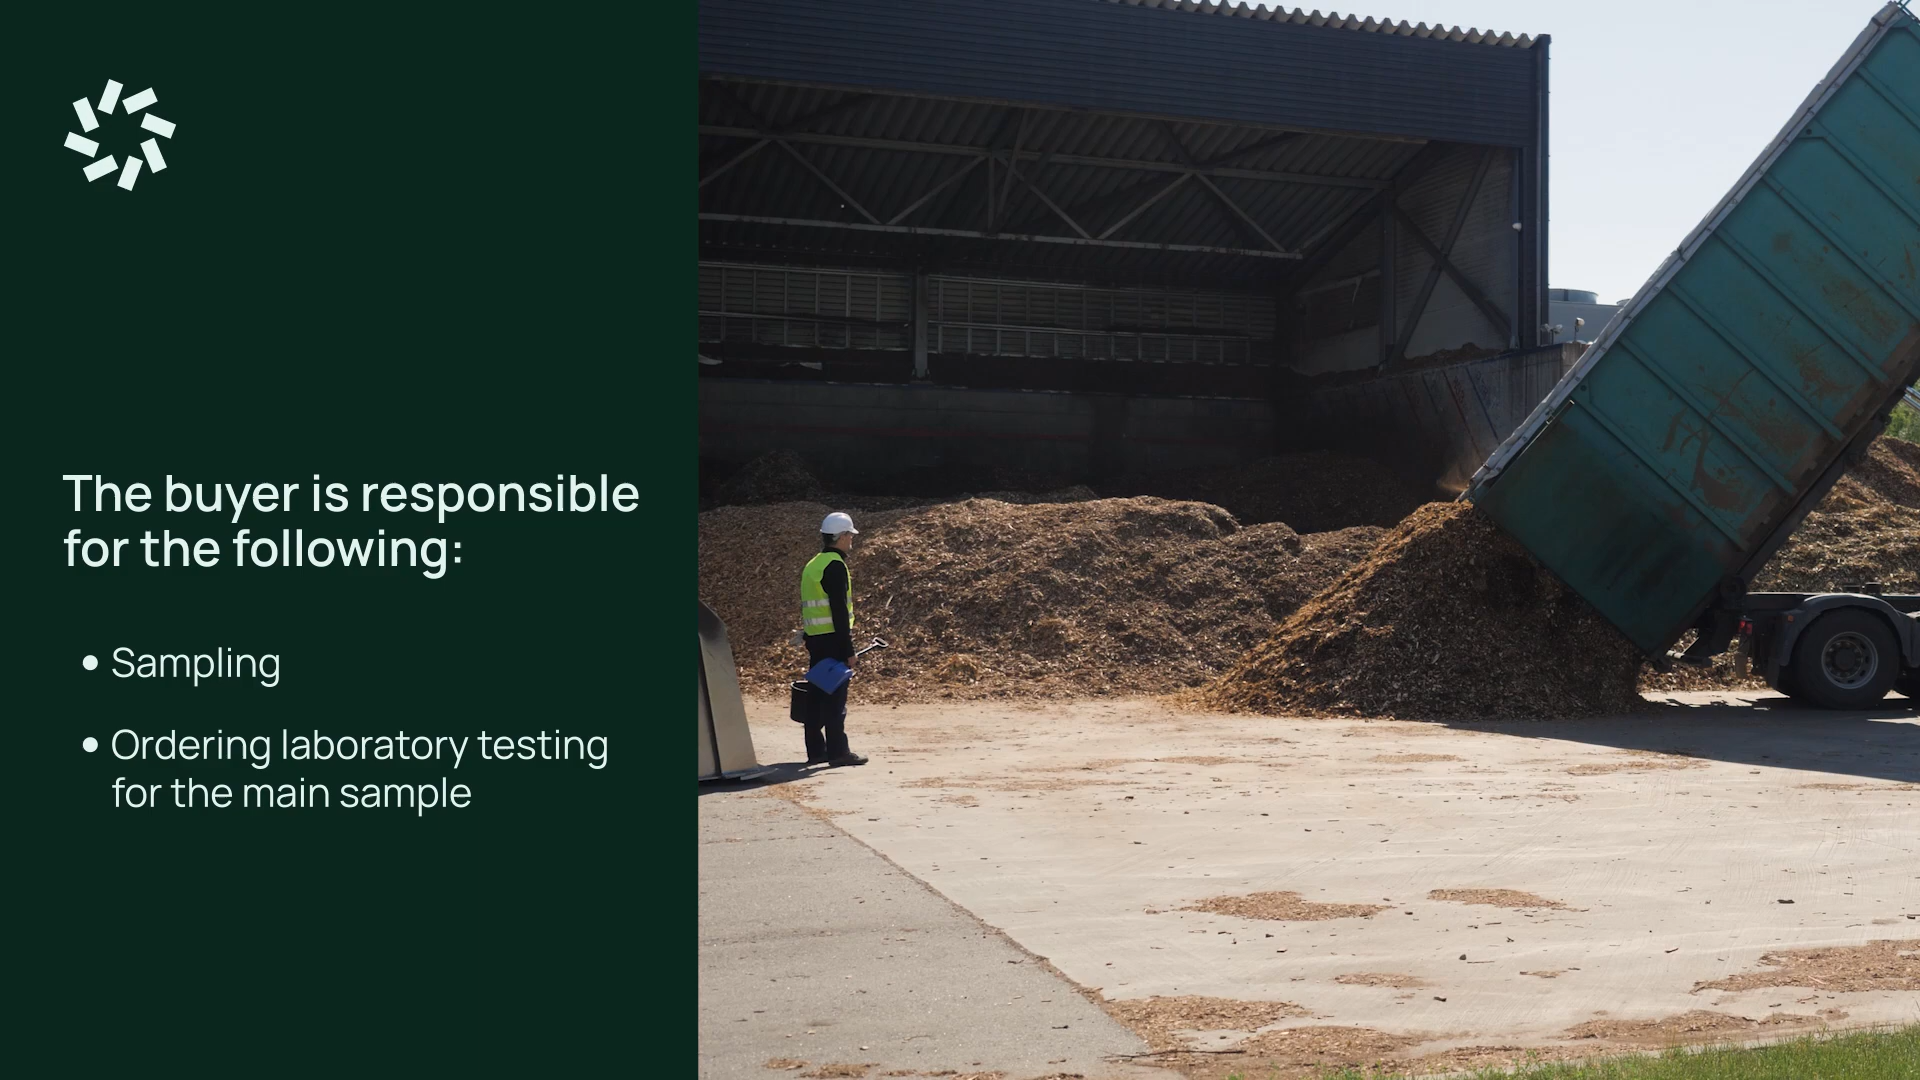 The buyer is responsible
for the following:
• Sampling
• Ordering laboratory testing
for the main sample